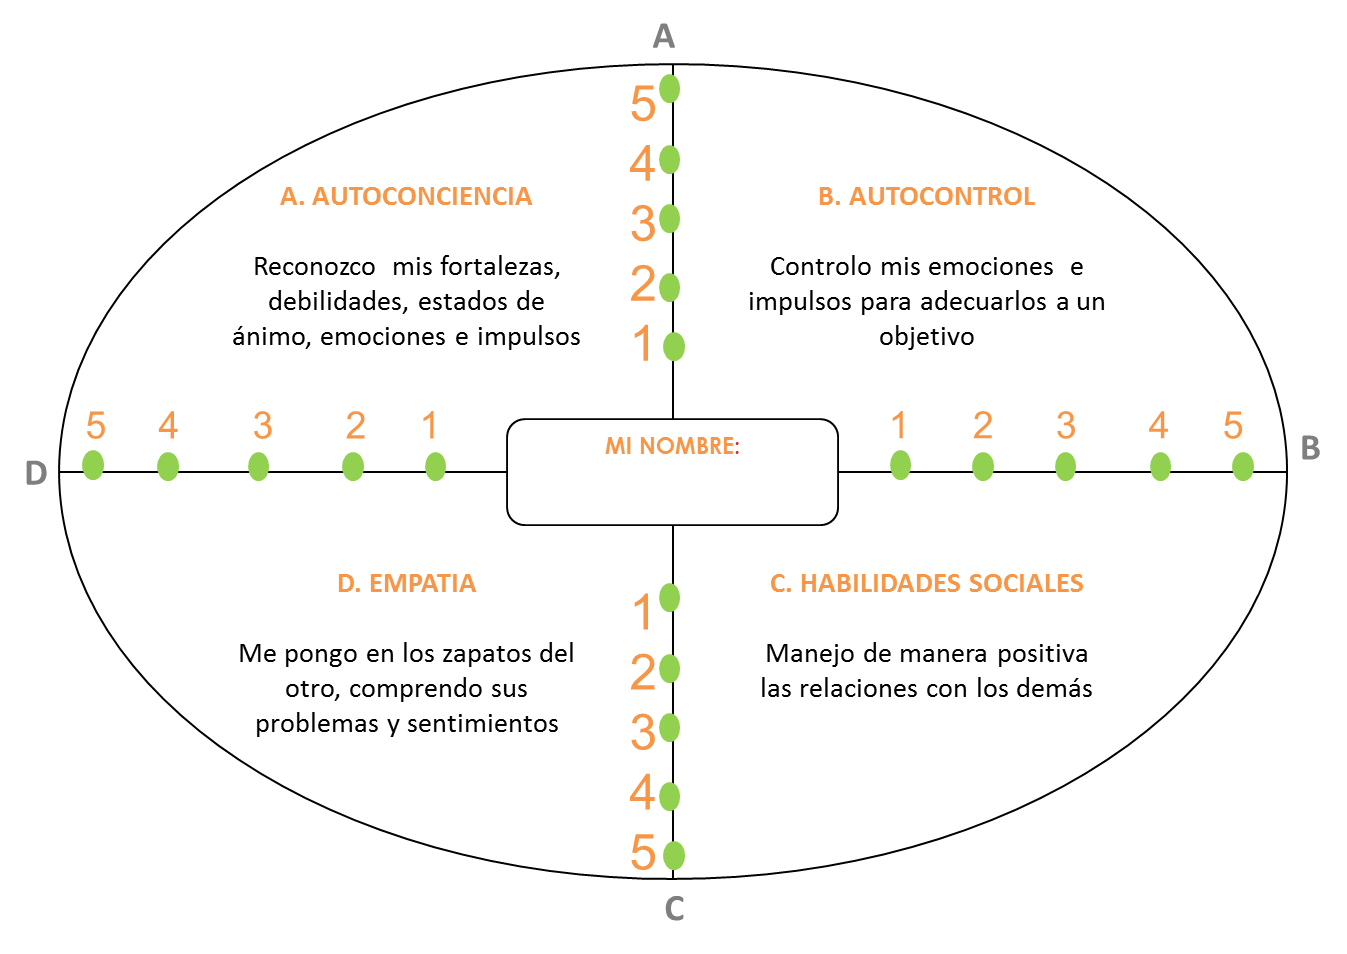 A
5
4
3
2
1
A. AUTOCONCIENCIA
Reconozco mis fortalezas,
debilidades, estados de
ánimo, emociones e impulsos
B. AUTOCONTROL
Controlo mis emociones e
impulsos para adecuarlos a un
objetivo
D
5 4 3 2 1
MI NOMBRE:
1 2 3 4 5
B
D. EMPATIA
Me pongo en los zapatos del
otro, comprendo sus
problemas y sentimientos
1
2
3
4
5
C. HABILIDADES SOCIALES
Manejo de manera positiva
las relaciones con los demás
C